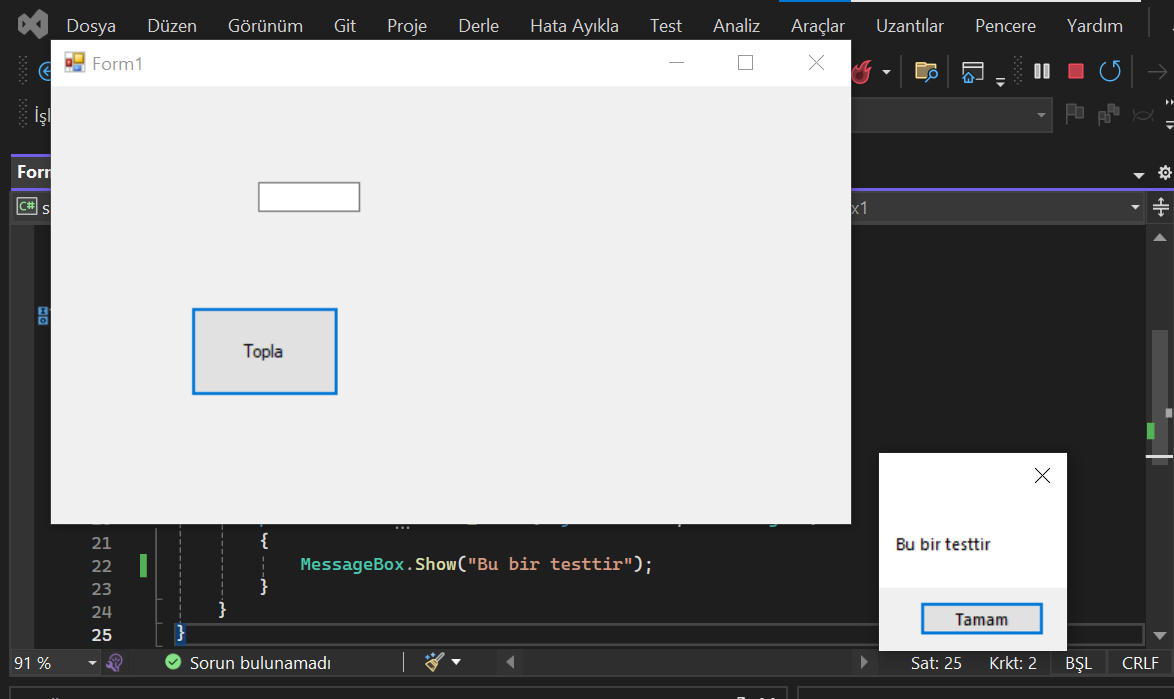 Dosya Düzen Görünüm Git Proje Derle Hata Ayıkla Test Analiz Araçlar Uzantılar Pencere Yardım
Form1
İşl
For
C# s
x1
Topla
Bu bir testtir
Tamam
21 {
22 MessageBox.Show("Bu bir testtir");
23 }
24 }
25 }
91 % Sorun bulunamadı Sat: 25 Krkt: 2 BŞL CRLF